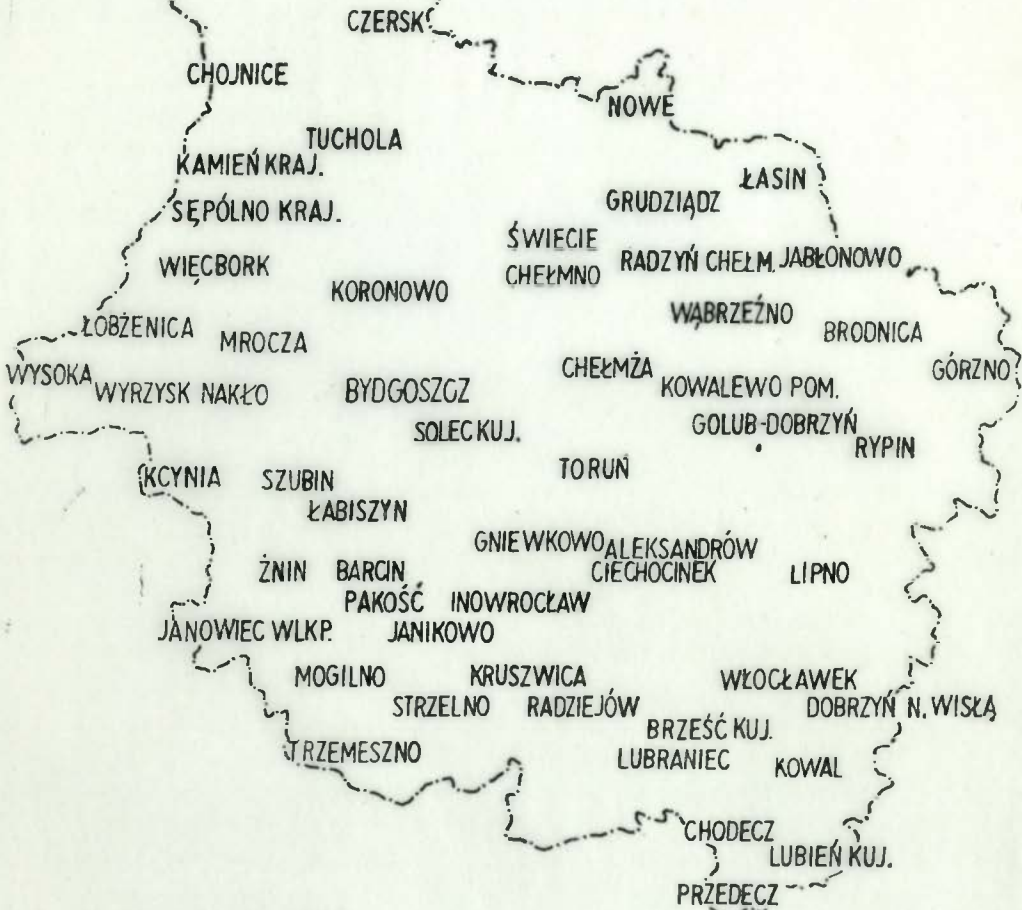 CZERSK
CHOJNICE
NOWE
TUCHOLA
KAMIEŃ KRAJ.
ŁASIN
GRUDZIĄDZ
SĘPÓLNO KRAJ.
ŚWIECIE
WIĘCBORK
CHEŁMNO
RADZYŃ CHEŁM.
JABŁONOWO
KORONOWO
WĄBRZEŹNO
ŁOBŻENICA
MROCZA
BRODNICA
CHEŁMŻA
GÓRZNO
WYSOKA
WYRZYSK
NAKŁO
BYDGOSZGZ
KOWALEWO POM.
SOLEC KUJ.
GOLUB-DOBRZYŃ
RYPIN
TORUŃ
KCYNIA
SZUBIN
ŁABISZYN
GNIEWKOWO
ALEKSANDRÓW
ŻNIN
BARCIN
CIECHOCINEK
LIPNO
PAKOŚĆ
INOWROCŁAW
JANOWIEC WLKP.
JANIKOWO
MOGILNO
KRUSZWICA
WŁOCŁAWEK
STRZELNO
RADZIEJÓW
DOBRZYŃ N. WISŁĄ
BRZEŚĆ KUJ.
TRZEMESZNO
LUBRANIEC
KOWAL
CHODECZ
LUBIEŃ KUJ.
PRZEDECZ